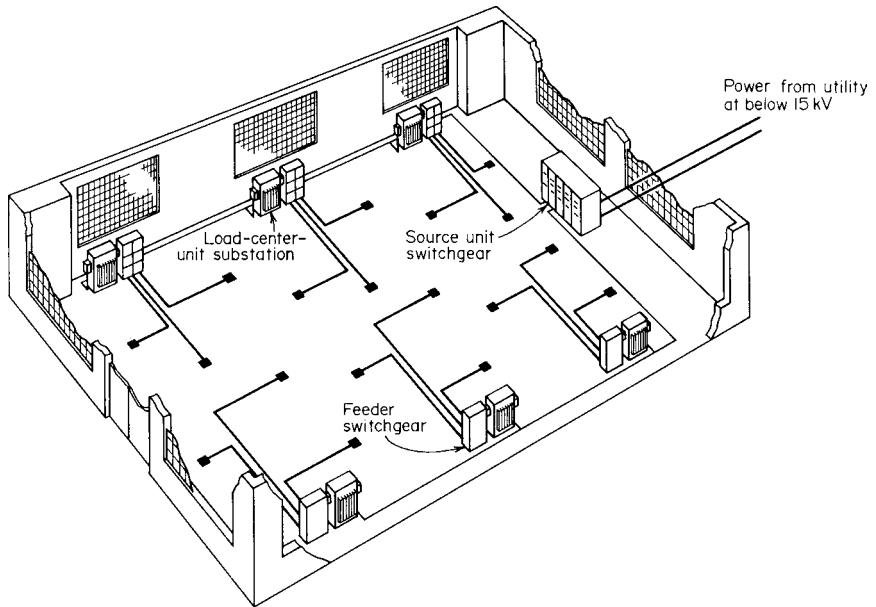 Power from utility
at below 15 kV
Load-center-
unit substation
Source unit
switchgear
Feeder
switchgear